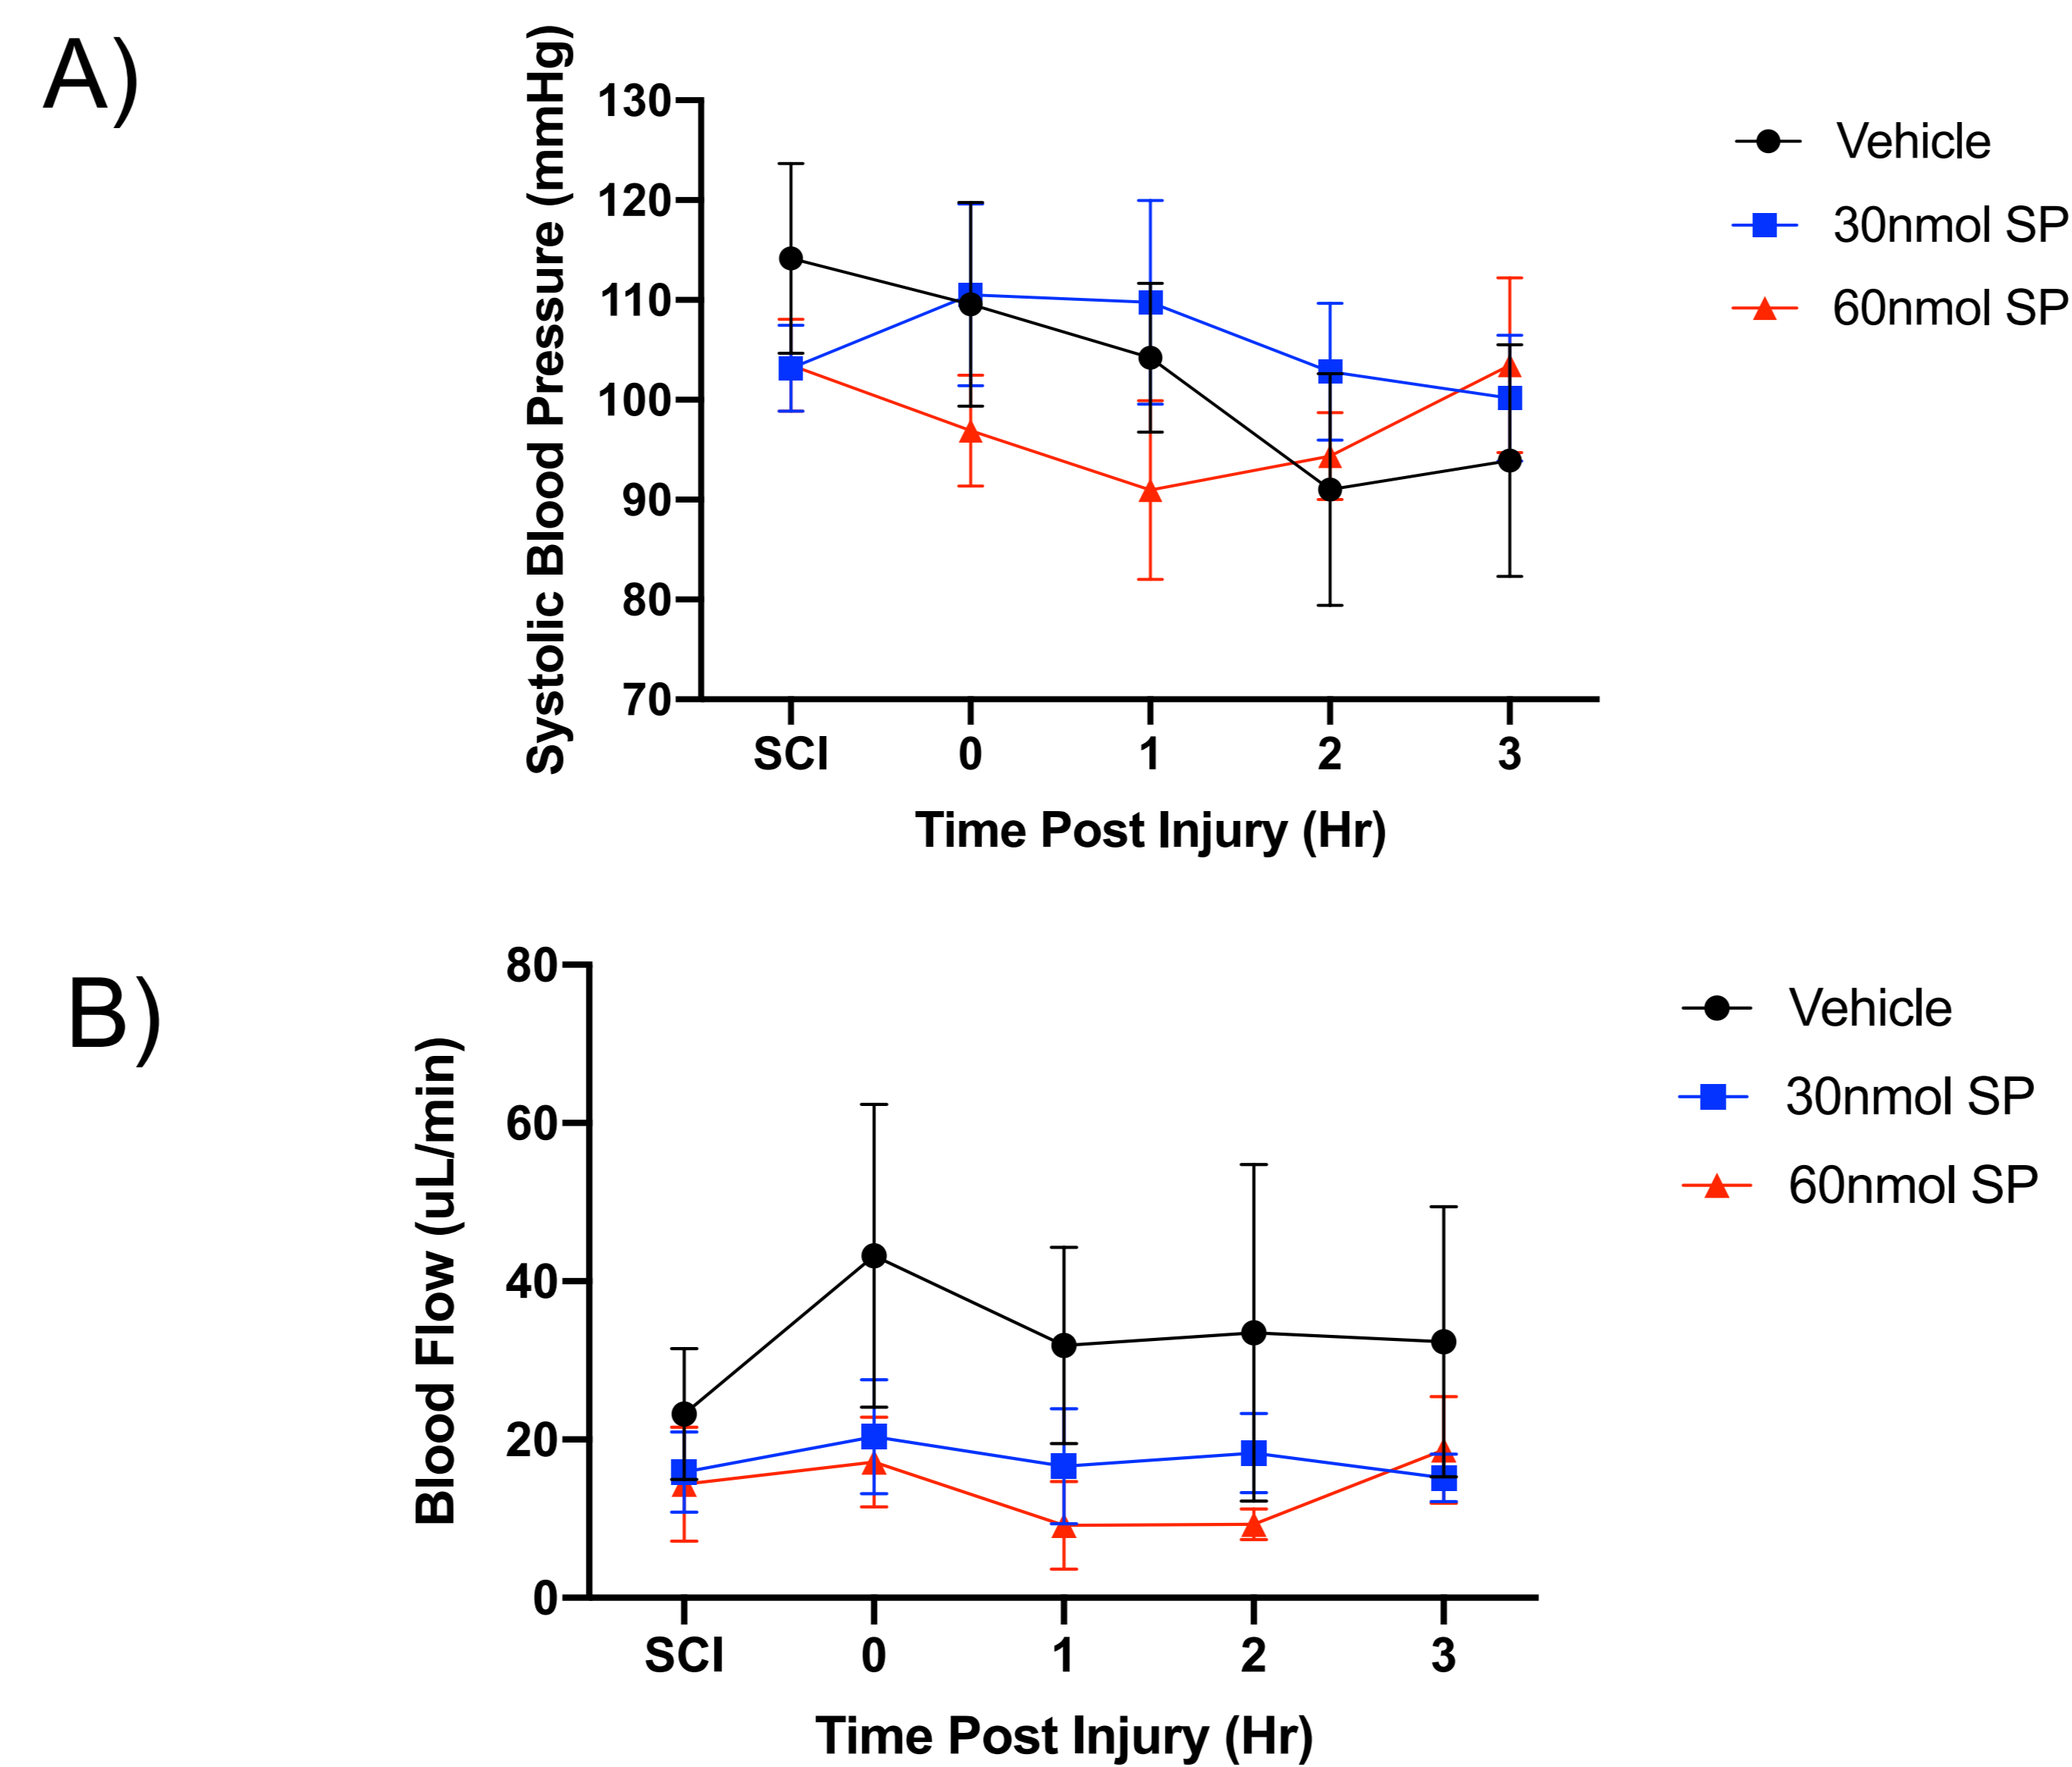 A)
Systolic Blood Pressure (mmHg)
130
120
110
100
90
80
70
SCI 0 1 2 3
Time Post Injury (Hr)
Vehicle
30nmol SP
60nmol SP
B)
Blood Flow (uL/min)
80
60
40
20
0
SCI 0 1 2 3
Time Post Injury (Hr)
Vehicle
30nmol SP
60nmol SP